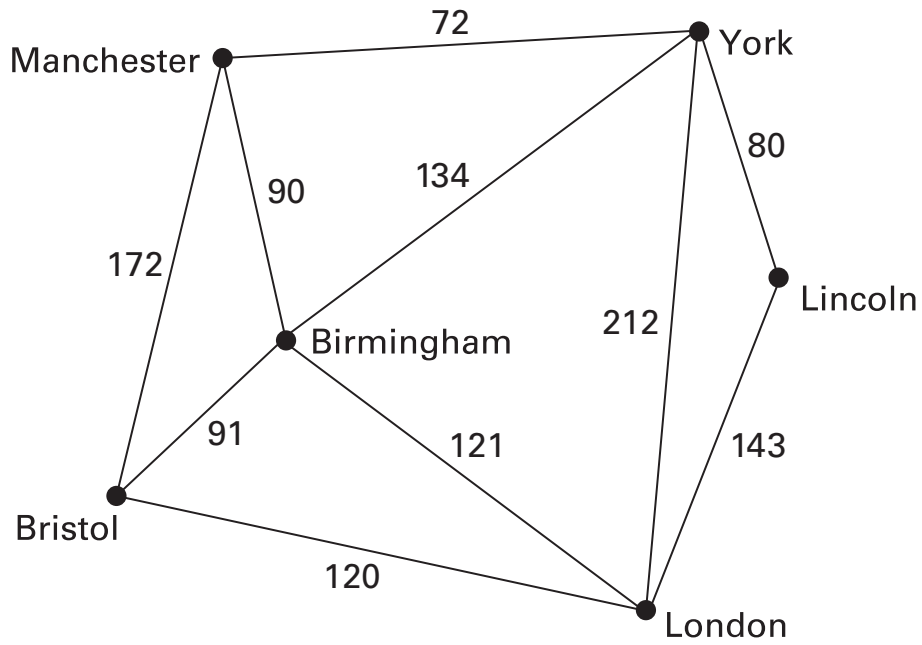 72
York
Manchester
80
134
90
172
Lincoln
212
Birmingham
91
121
143
Bristol
120
London